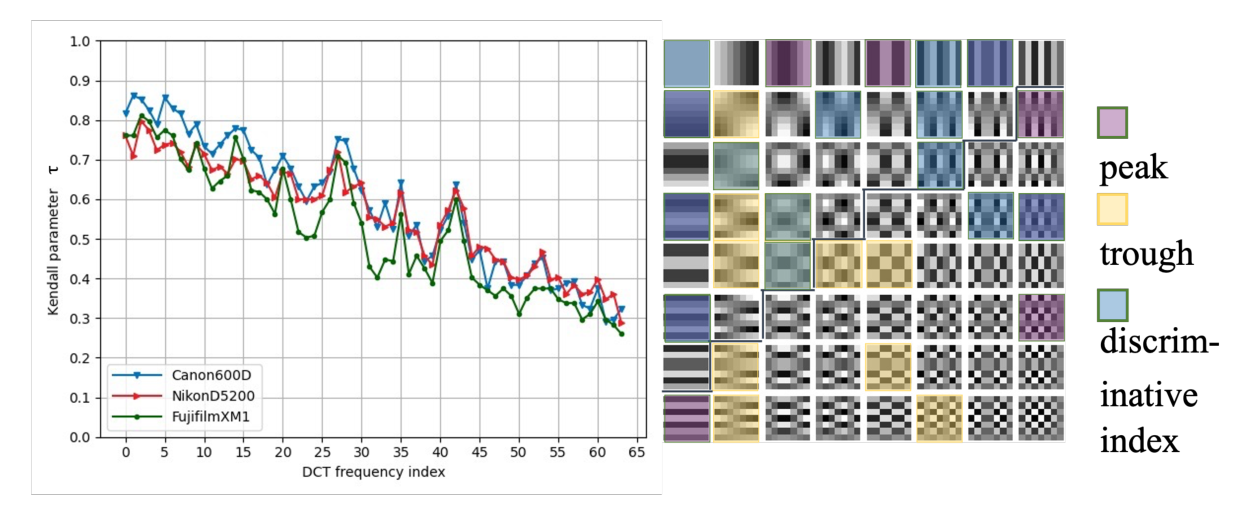 1.0
0.9
0.8
0.7
0.6
0.5
0.4
0.3
0.2
0.1
0.0
Kendall parameter τ
Canon600D
NikonD5200
FujifilmXM1
0 5 10 15 20 25 30 35 40 45 50 55 60 65
DCT frequency index
peak
trough
discrim-
inative
index